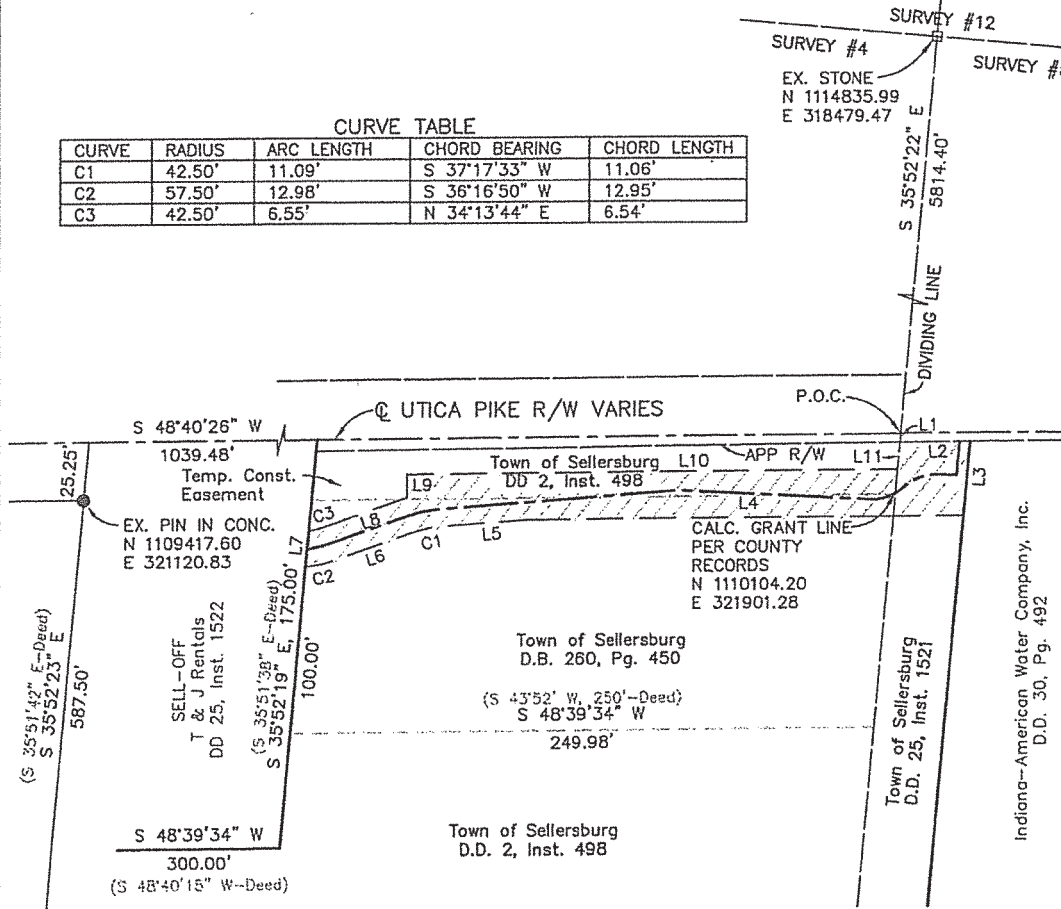 SURVEY #12
SURVEY #4
SURVEY #
EX. STONE
N 1114835.99
E 318479.47
S 35°52'22" E
5814.40'
DIVIDING LINE
CURVE TABLE
CURVE RADIUS ARC LENGTH CHORD BEARING CHORD LENGTH
C1 42.50' 11.09' S 37°17'33" W 11.06'
C2 57.50' 12.98' S 36°16'50" W 12.95'
C3 42.50' 6.55' N 34°13'44" E 6.54'
P.O.C.
L1
℄ UTICA PIKE R/W VARIES
S 48°40'26" W
1039.48'
25.25'
APP R/W
L11
L2
L3
Temp. Const.
Easement
Town of Sellersburg
DD 2, Inst. 498
L10
L9
C3
L8
L4
L7
C2
L6
C1
L5
EX. PIN IN CONC.
N 1109417.60
E 321120.83
CALC. GRANT LINE
PER COUNTY
RECORDS
N 1110104.20
E 321901.28
(S 35°51'42" E-Deed)
S 35°52'23" E
587.50'
SELL-OFF
T & J Rentals
DD 25, Inst. 1522
(S 35°51'38" E-Deed)
S 35°52'19" E, 175.00'
100.00'
Town of Sellersburg
D.B. 260, Pg. 450
(S 43°52' W, 250'-Deed)
S 48°39'34" W
249.98'
Town of Sellersburg
D.D. 25, Inst. 1521
Indiana-American Water Company, Inc.
D.D. 30, Pg. 492
S 48°39'34" W
300.00'
(S 48°40'15" W-Deed)
Town of Sellersburg
D.D. 2, Inst. 498